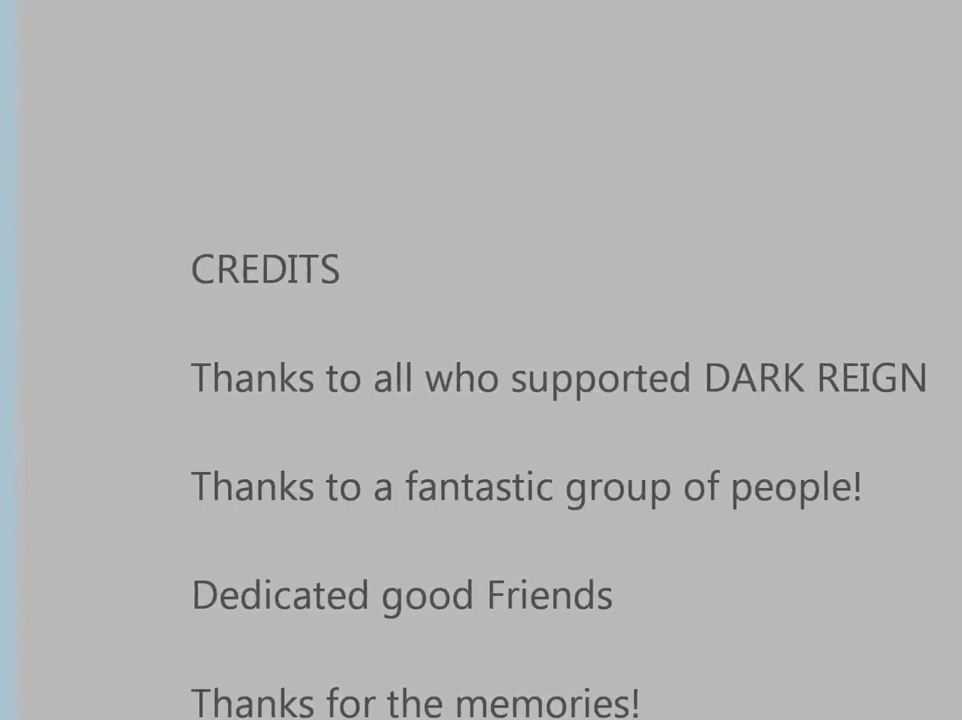 CREDITS
Thanks to all who supported DARK REIGN
Thanks to a fantastic group of people!
Dedicated good Friends
Thanks for the memories!